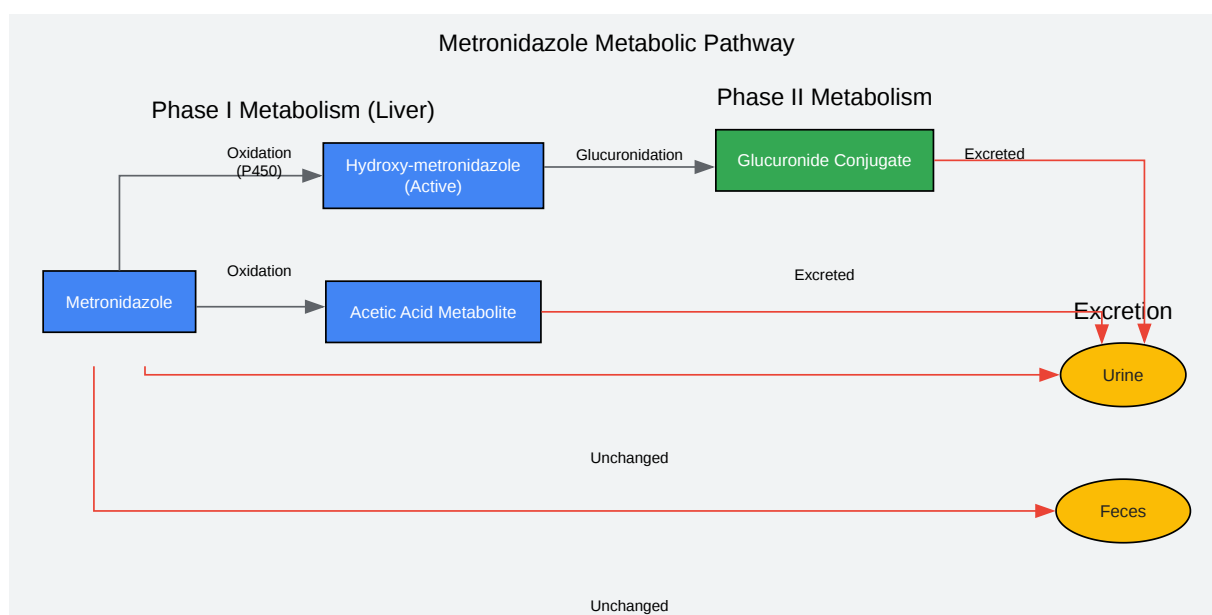 Metronidazole Metabolic Pathway
Phase I Metabolism (Liver)
Phase II Metabolism
Oxidation
(P450)
Hydroxy-metronidazole
(Active)
Glucuronidation
Glucuronide Conjugate
Excreted
Metronidazole
Oxidation
Acetic Acid Metabolite
Excreted
Excretion
Urine
Unchanged
Feces
Unchanged